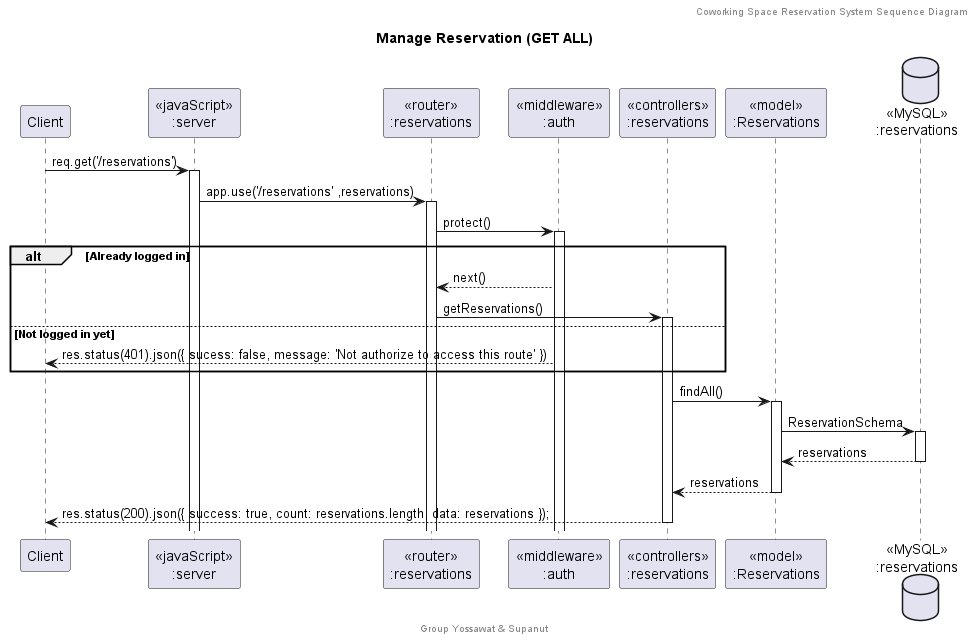 Coworking Space Reservation System Sequence Diagram
Manage Reservation (GET ALL)
Client
«javaScript»
:server
«router»
:reservations
«middleware»
:auth
«controllers»
:reservations
«model»
:Reservations
«MySQL»
:reservations
req.get('/reservations')
app.use('/reservations' ,reservations)
protect()
alt [Already logged in]
next()
getReservations()
[Not logged in yet]
res.status(401).json({ sucess: false, message: 'Not authorize to access this route' })
findAll()
ReservationSchema
reservations
reservations
res.status(200).json({ success: true, count: reservations.length, data: reservations });
Client
«javaScript»
:server
«router»
:reservations
«middleware»
:auth
«controllers»
:reservations
«model»
:Reservations
«MySQL»
:reservations
Group Yossawat & Supanut